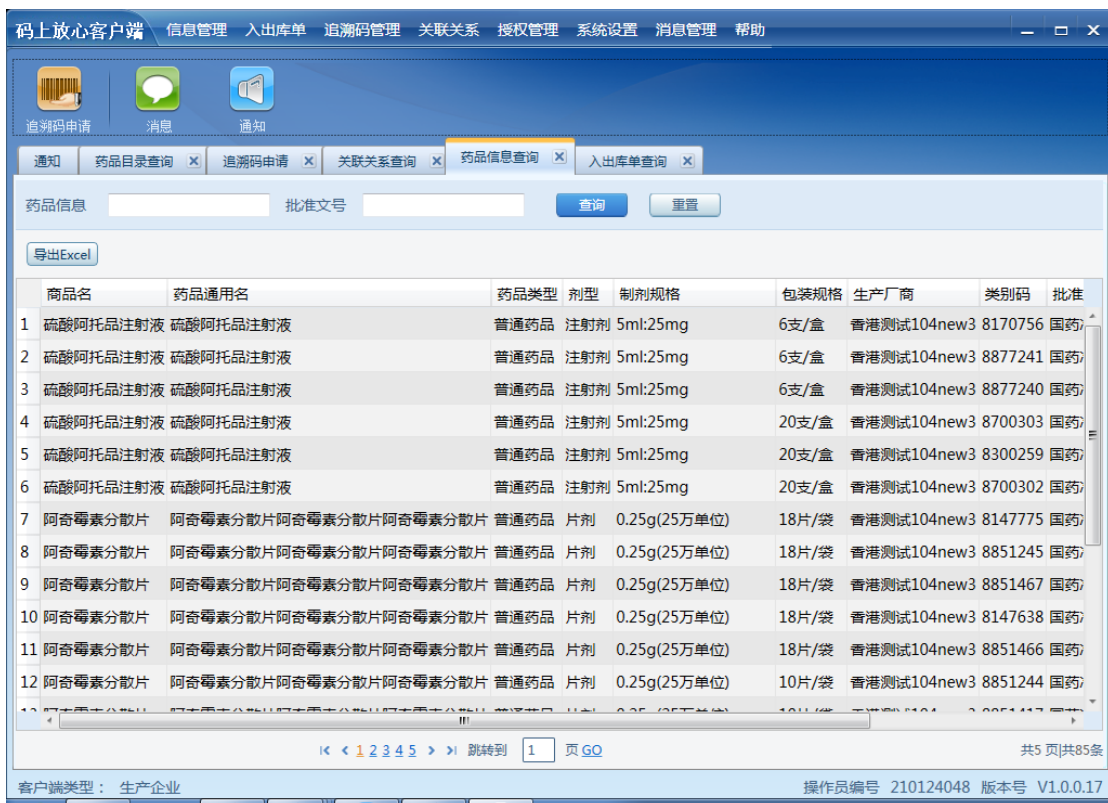 码上放心客户端 信息管理 入出库单 追溯码管理 关联关系 授权管理 系统设置 消息管理 帮助
追溯码申请 消息 通知
通知 药品目录查询 追溯码申请 关联关系查询 药品信息查询 入出库单查询
药品信息 批准文号 查询 重置
导出Excel
商品名 药品通用名 药品类型 剂型 制剂规格 包装规格 生产厂商 类别码 批准
1 硫酸阿托品注射液 硫酸阿托品注射液 普通药品 注射剂 5ml:25mg 6支/盒 香港测试104new3 8170756 国药
2 硫酸阿托品注射液 硫酸阿托品注射液 普通药品 注射剂 5ml:25mg 6支/盒 香港测试104new3 8877241 国药
3 硫酸阿托品注射液 硫酸阿托品注射液 普通药品 注射剂 5ml:25mg 6支/盒 香港测试104new3 8877240 国药
4 硫酸阿托品注射液 硫酸阿托品注射液 普通药品 注射剂 5ml:25mg 20支/盒 香港测试104new3 8700303 国药
5 硫酸阿托品注射液 硫酸阿托品注射液 普通药品 注射剂 5ml:25mg 20支/盒 香港测试104new3 8300259 国药
6 硫酸阿托品注射液 硫酸阿托品注射液 普通药品 注射剂 5ml:25mg 20支/盒 香港测试104new3 8700302 国药
7 阿奇霉素分散片 阿奇霉素分散片阿奇霉素分散片阿奇霉素分散片 普通药品 片剂 0.25g(25万单位) 18片/袋 香港测试104new3 8147775 国药
8 阿奇霉素分散片 阿奇霉素分散片阿奇霉素分散片阿奇霉素分散片 普通药品 片剂 0.25g(25万单位) 18片/袋 香港测试104new3 8851245 国药
9 阿奇霉素分散片 阿奇霉素分散片阿奇霉素分散片阿奇霉素分散片 普通药品 片剂 0.25g(25万单位) 18片/袋 香港测试104new3 8851467 国药
10 阿奇霉素分散片 阿奇霉素分散片阿奇霉素分散片阿奇霉素分散片 普通药品 片剂 0.25g(25万单位) 18片/袋 香港测试104new3 8147638 国药
11 阿奇霉素分散片 阿奇霉素分散片阿奇霉素分散片阿奇霉素分散片 普通药品 片剂 0.25g(25万单位) 18片/袋 香港测试104new3 8851466 国药
12 阿奇霉素分散片 阿奇霉素分散片阿奇霉素分散片阿奇霉素分散片 普通药品 片剂 0.25g(25万单位) 10片/袋 香港测试104new3 8851244 国药
1 2 3 4 5 跳转到 1 页 GO 共5 页|共85条
客户端类型： 生产企业 操作员编号 210124048 版本号 V1.0.0.17